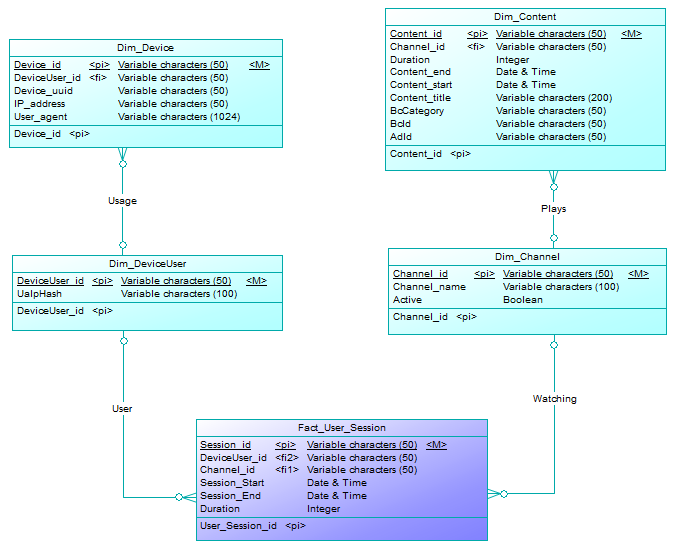 Dim_Device
Device_id <pi> Variable characters (50) <M>
DeviceUser_id <fi> Variable characters (50)
Device_uuid Variable characters (50)
IP_address Variable characters (50)
User_agent Variable characters (1024)
Device_id <pi>
Dim_Content
Content_id <pi> Variable characters (50) <M>
Channel_id <fi> Variable characters (50)
Duration Integer
Content_end Date & Time
Content_start Date & Time
Content_title Variable characters (200)
BcCategory Variable characters (50)
BcId Variable characters (50)
AdId Variable characters (50)
Content_id <pi>
Usage
Plays
Dim_DeviceUser
DeviceUser_id <pi> Variable characters (50) <M>
UaIpHash Variable characters (100)
DeviceUser_id <pi>
Dim_Channel
Channel_id <pi> Variable characters (50) <M>
Channel_name Variable characters (100)
Active Boolean
Channel_id <pi>
User
Watching
Fact_User_Session
Session_id <pi> Variable characters (50) <M>
DeviceUser_id <fi2> Variable characters (50)
Channel_id <fi1> Variable characters (50)
Session_Start Date & Time
Session_End Date & Time
Duration Integer
User_Session_id <pi>